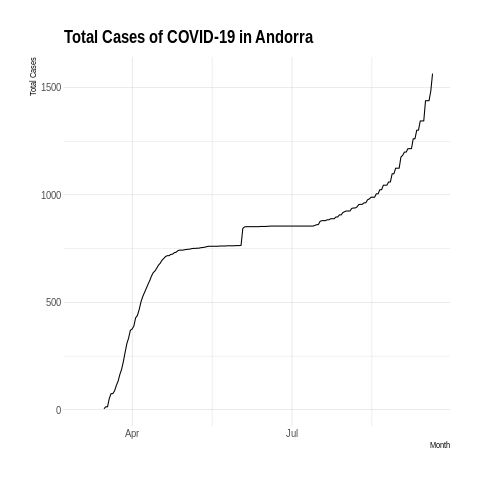 Total Cases of COVID-19 in Andorra
Total Cases
1500
1000
500
0
Apr
Jul
Month